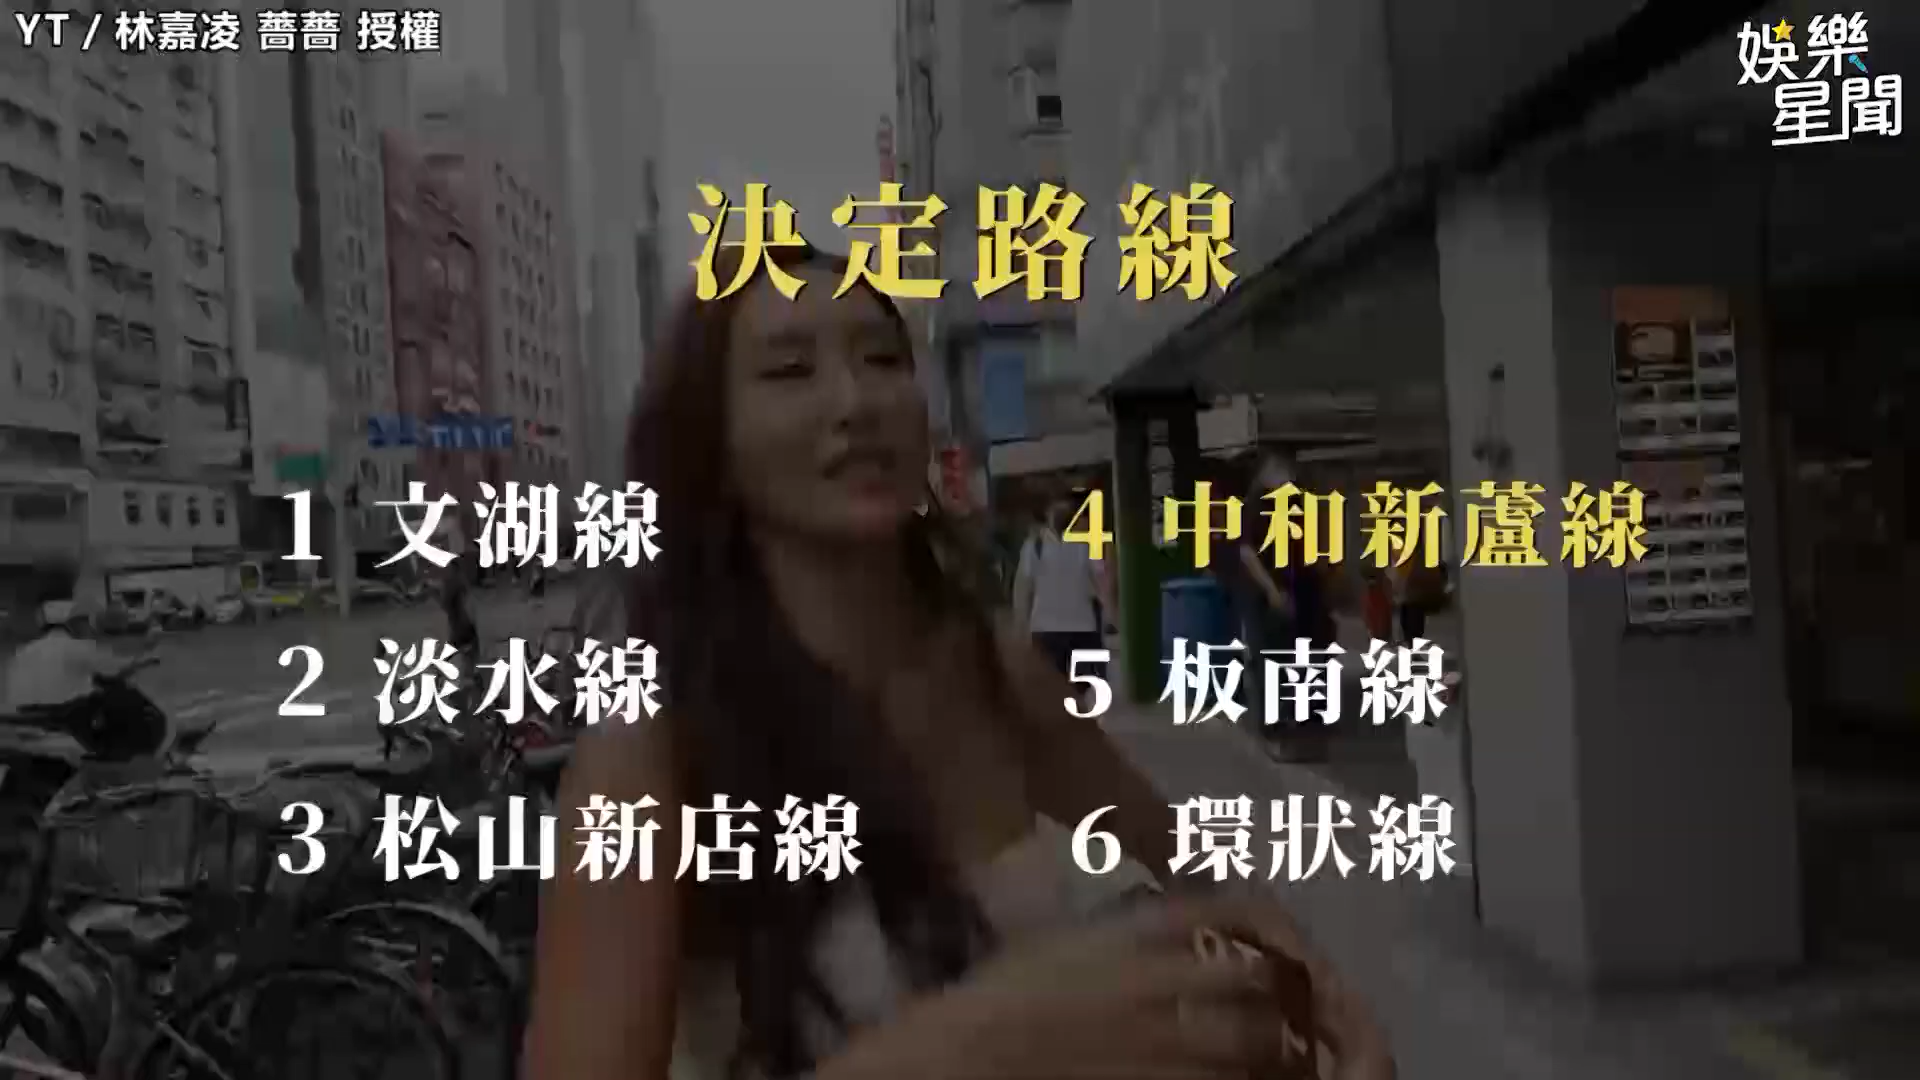 YT / 林嘉凌 薔薔 授權
娛樂
星聞
決定路線
1 文湖線
2 淡水線
3 松山新店線
4 中和新蘆線
5 板南線
6 環狀線